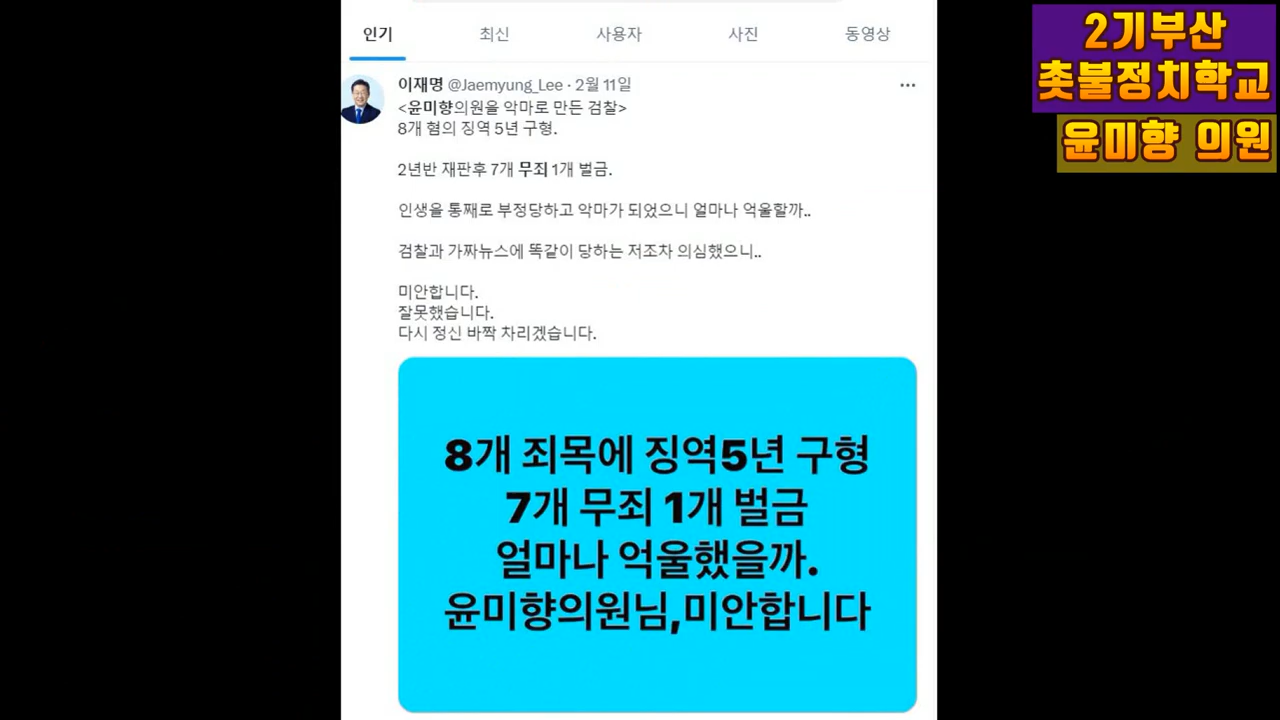 인기 최신 사용자 사진 동영상
2기부산
촛불정치학교
윤미향 의원
이재명 @Jaemyung_Lee · 2월 11일
<윤미향의원을 악마로 만든 검찰>
8개 혐의 징역 5년 구형.
2년반 재판후 7개 무죄 1개 벌금.
인생을 통째로 부정당하고 악마가 되었으니 얼마나 억울할까..
검찰과 가짜뉴스에 똑같이 당하는 저조차 의심했으니..
미안합니다.
잘못했습니다.
다시 정신 바짝 차리겠습니다.
8개 죄목에 징역5년 구형
7개 무죄 1개 벌금
얼마나 억울했을까.
윤미향의원님,미안합니다